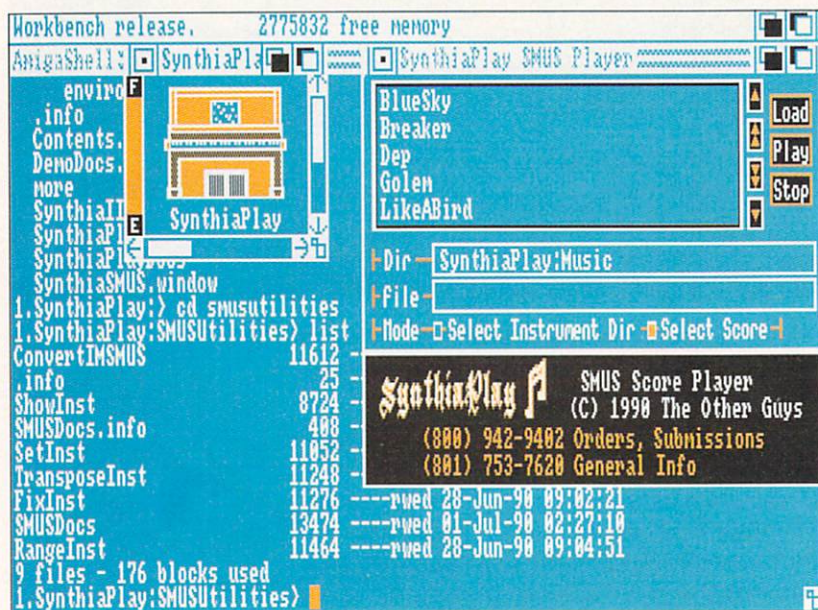 Workbench release. 2775832 free memory
AmigaShell
SynthiaPla
SynthiaPlay SMUS Player
F
E
SynthiaPlay
enviro
.info
Contents.
DemoDocs.
more
SynthiaII
SynthiaPl
SynthiaPlayDocs
SynthiaSMUS.window
1.SynthiaPlay:> cd smusutilities
1.SynthiaPlay:SMUSUtilities> list
ConvertIMSMUS 11612 --
.info 25 -
ShowInst 8724 -
SMUSDocs.info 408 -
SetInst 11052 -
TransposeInst 11248 -
FixInst 11276 ----rwed 28-Jun-90 09:02:21
SMUSDocs 13474 ----rwed 01-Jul-90 02:27:10
RangeInst 11464 ----rwed 28-Jun-90 09:04:51
9 files - 176 blocks used
1.SynthiaPlay:SMUSUtilities>
BlueSky
Breaker
Dep
Golem
LikeABird
Load
Play
Stop
Dir SynthiaPlay:Music
File
Mode Select Instrument Dir Select Score
SynthiaPlay SMUS Score Player
(C) 1990 The Other Guys
(800) 942-9402 Orders, Submissions
(801) 753-7620 General Info